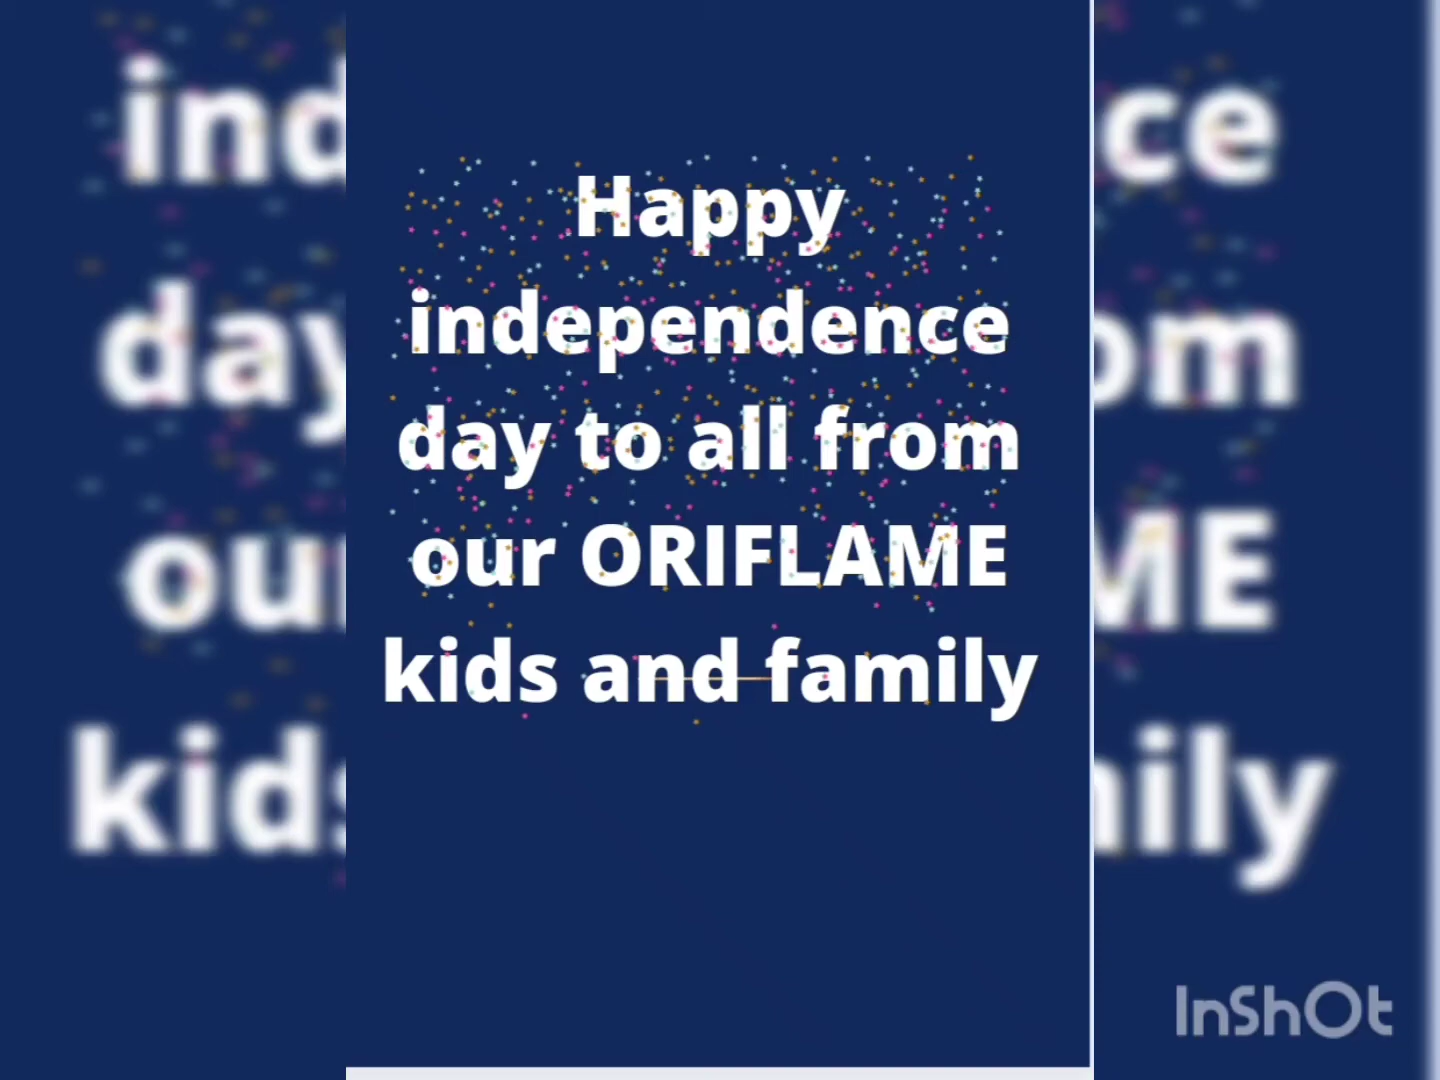 Happy
independence
day to all from
our ORIFLAME
kids and family
InShOt